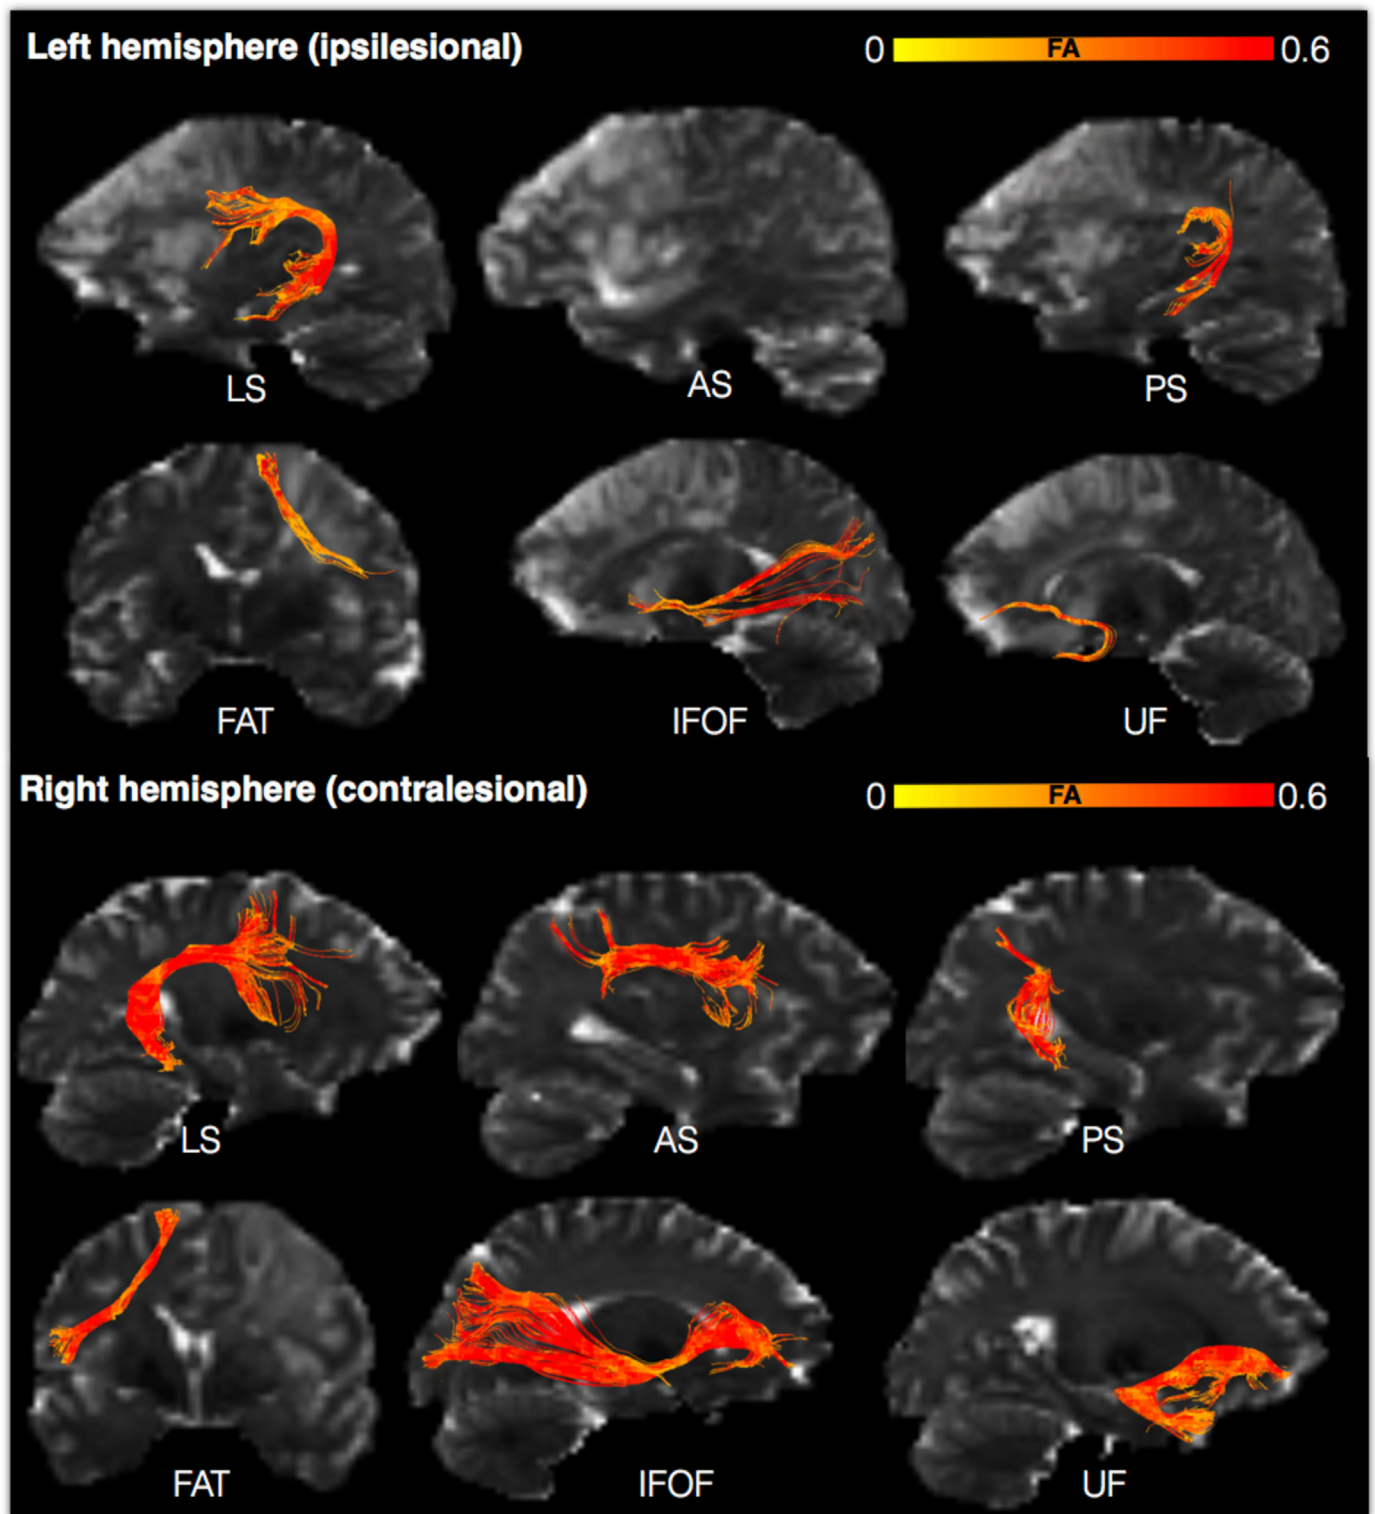 Left hemisphere (ipsilesional)
0 FA 0.6
LS AS PS
FAT IFOF UF
Right hemisphere (contralesional)
0 FA 0.6
LS AS PS
FAT IFOF UF